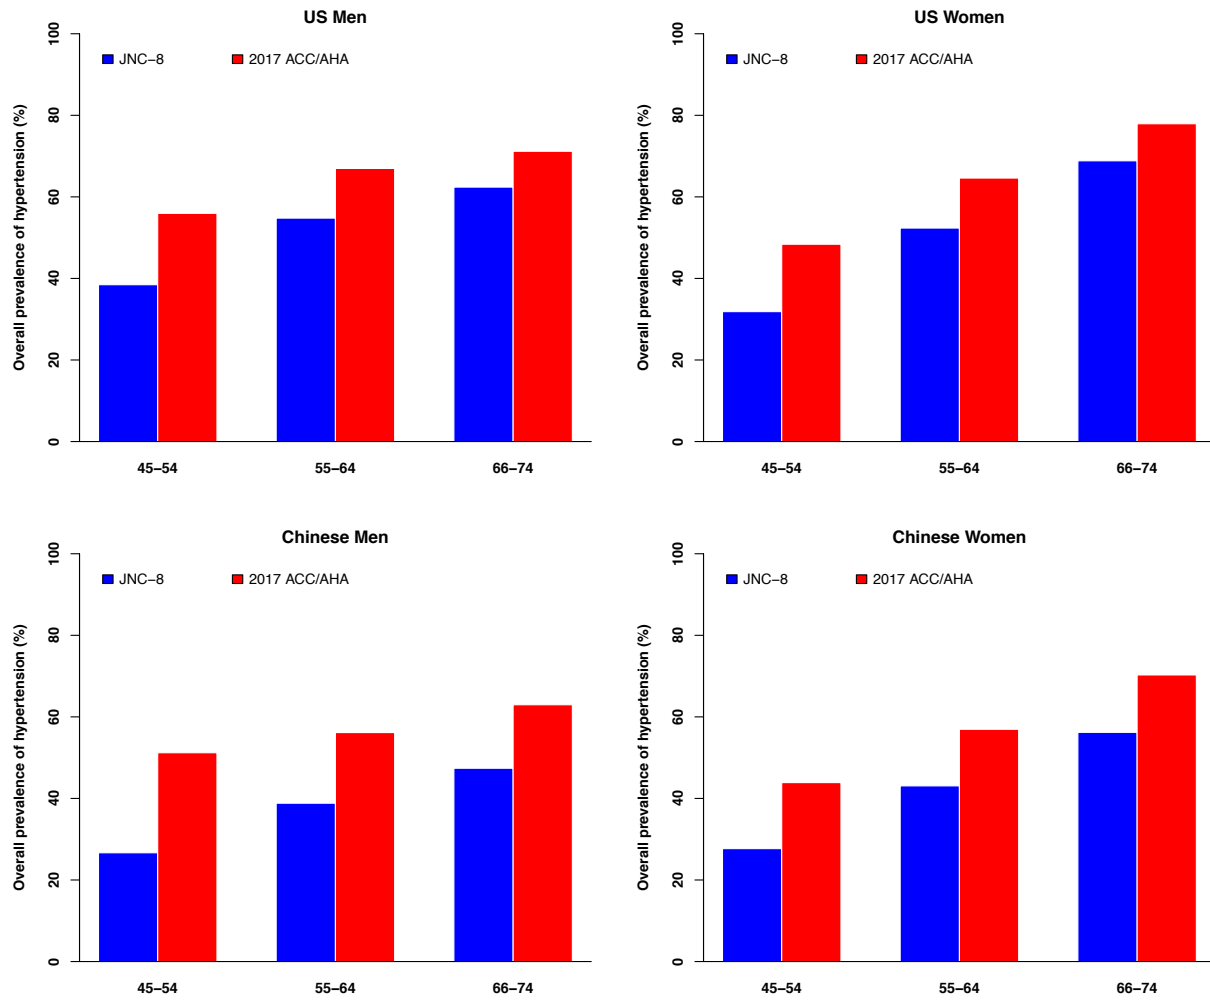 US Men
JNC−8
2017 ACC/AHA
Overall prevalence of hypertension (%)
100
80
60
40
20
0
45−54
55−64
66−74
US Women
JNC−8
2017 ACC/AHA
Overall prevalence of hypertension (%)
100
80
60
40
20
0
45−54
55−64
66−74
Chinese Men
JNC−8
2017 ACC/AHA
Overall prevalence of hypertension (%)
100
80
60
40
20
0
45−54
55−64
66−74
Chinese Women
JNC−8
2017 ACC/AHA
Overall prevalence of hypertension (%)
100
80
60
40
20
0
45−54
55−64
66−74